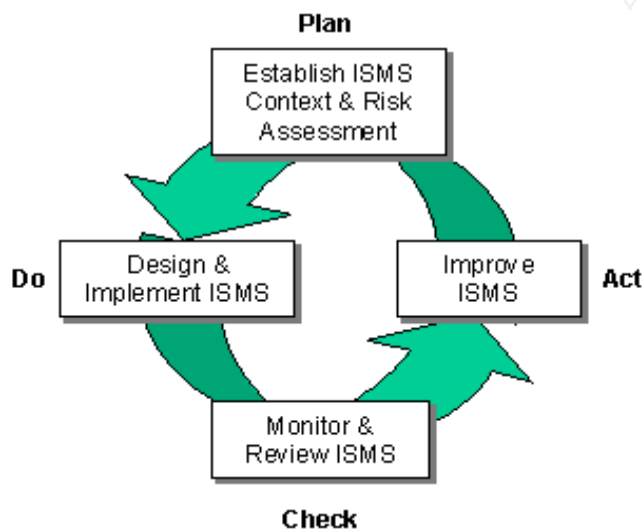 Plan
Establish ISMS
Context & Risk
Assessment
Do
Design &
Implement ISMS
Improve
ISMS
Act
Monitor &
Review ISMS
Check